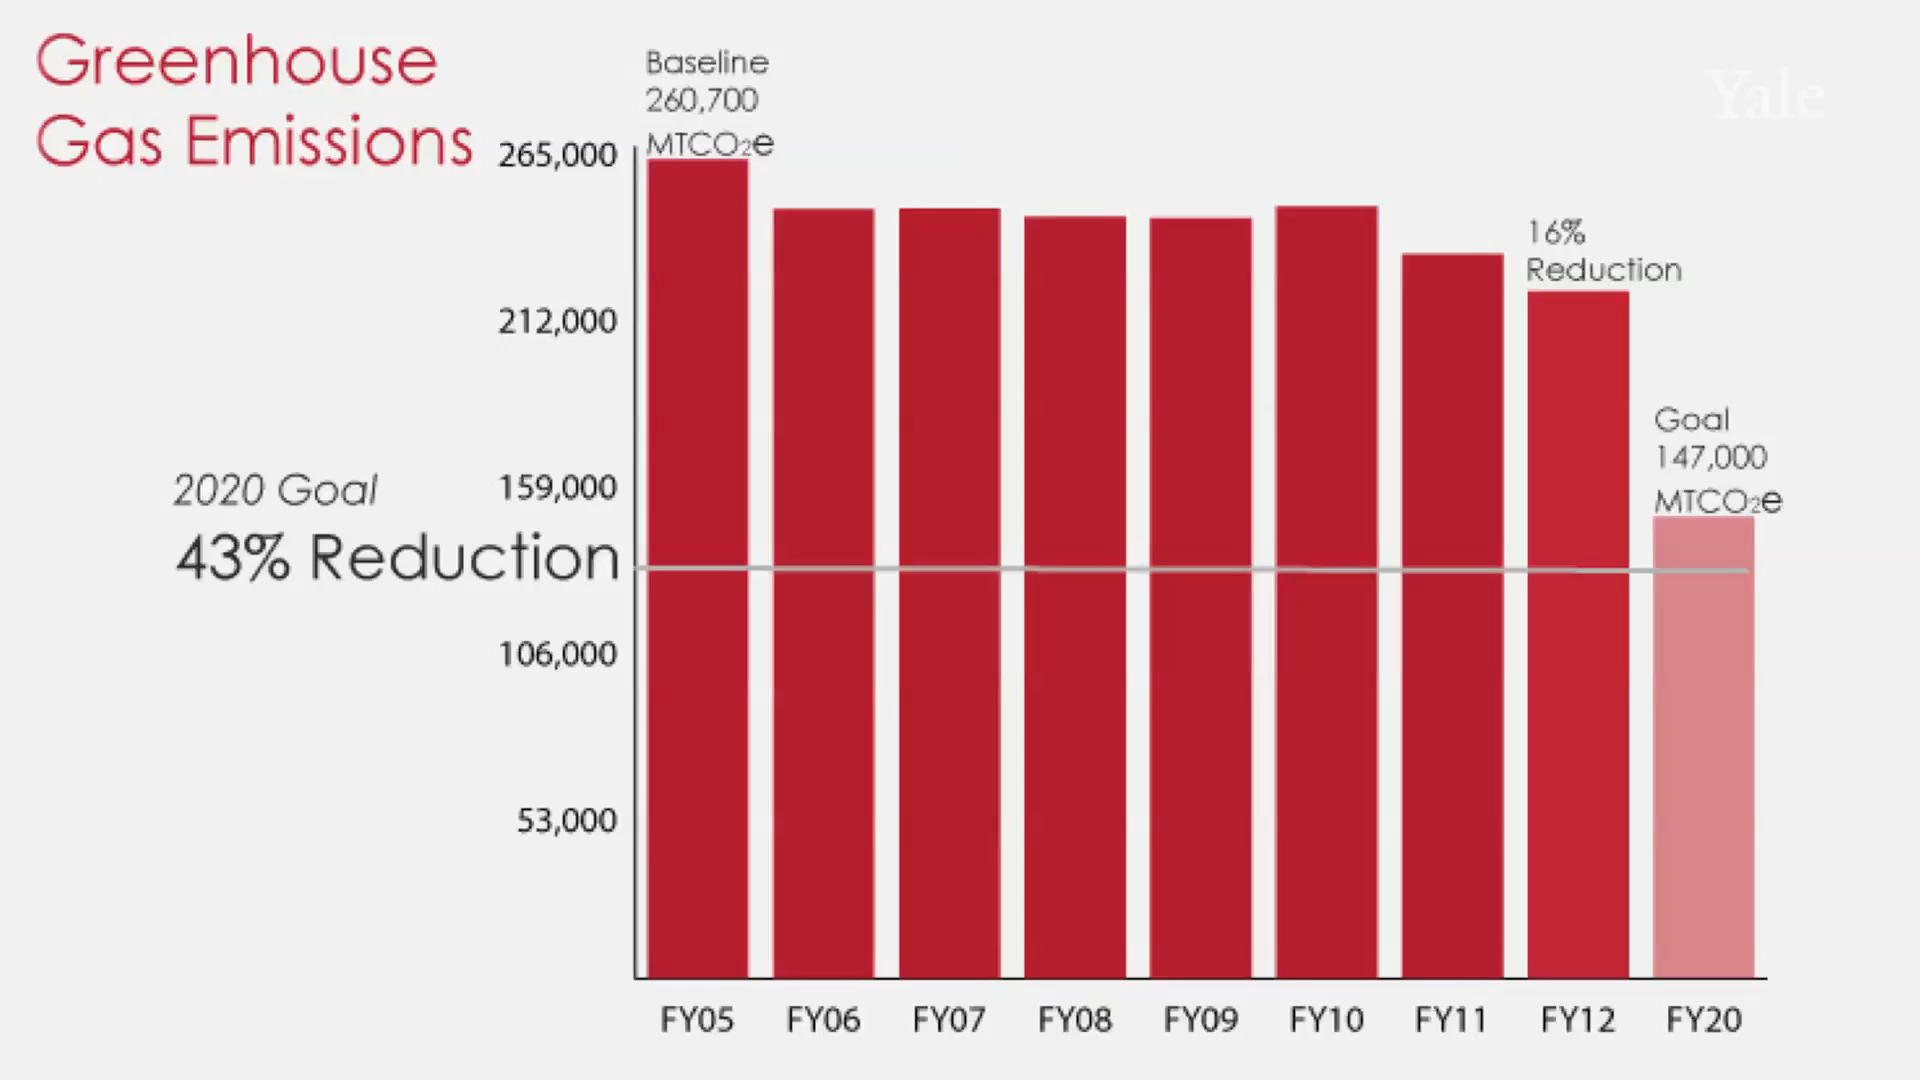 Greenhouse
Gas Emissions
Yale
Baseline
260,700
MTCO₂e
265,000
212,000
159,000
106,000
53,000
2020 Goal
43% Reduction
16%
Reduction
Goal
147,000
MTCO₂e
FY05 FY06 FY07 FY08 FY09 FY10 FY11 FY12 FY20